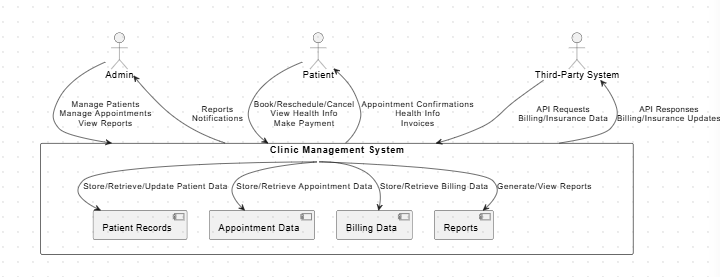 Admin
Patient
Third-Party System
Manage Patients
Manage Appointments
View Reports
Reports
Notifications
Book/Reschedule/Cancel
View Health Info
Make Payment
Appointment Confirmations
Health Info
Invoices
API Requests
Billing/Insurance Data
API Responses
Billing/Insurance Updates
Clinic Management System
Store/Retrieve/Update Patient Data
Store/Retrieve Appointment Data
Store/Retrieve Billing Data
Generate/View Reports
Patient Records
Appointment Data
Billing Data
Reports